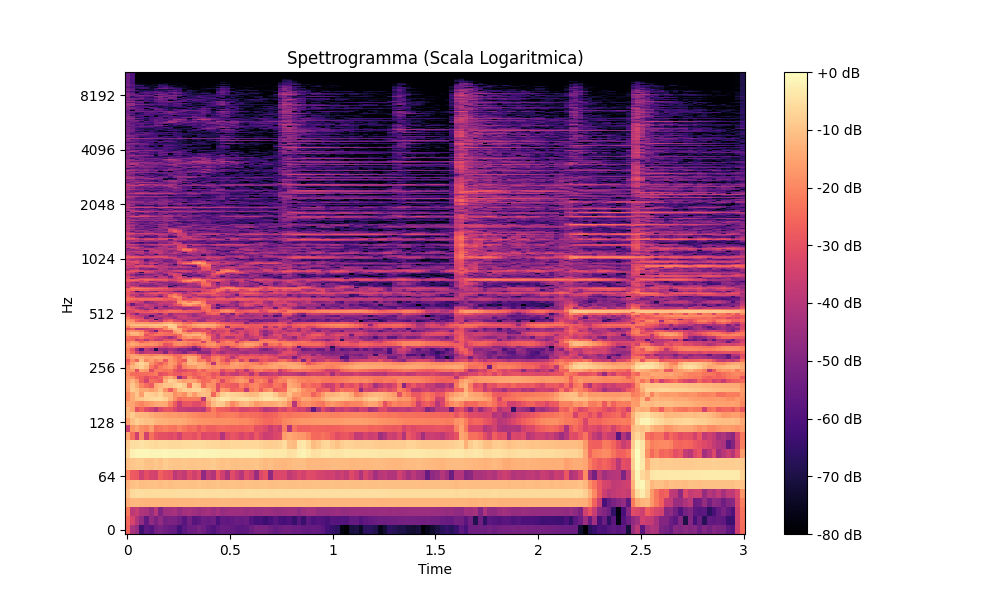 Spettrogramma (Scala Logaritmica)
Hz
8192
4096
2048
1024
512
256
128
64
0
0 0.5 1 1.5 2 2.5 3
Time
+0 dB
-10 dB
-20 dB
-30 dB
-40 dB
-50 dB
-60 dB
-70 dB
-80 dB